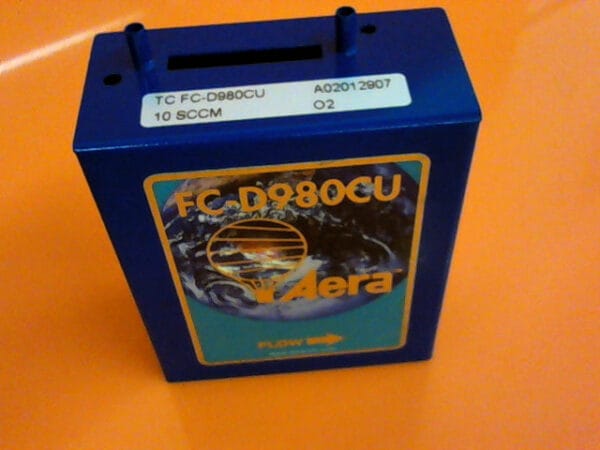 TC FC-D980CU A02012907
10 SCCM O2
FC-D980CU
Aera
FLOW